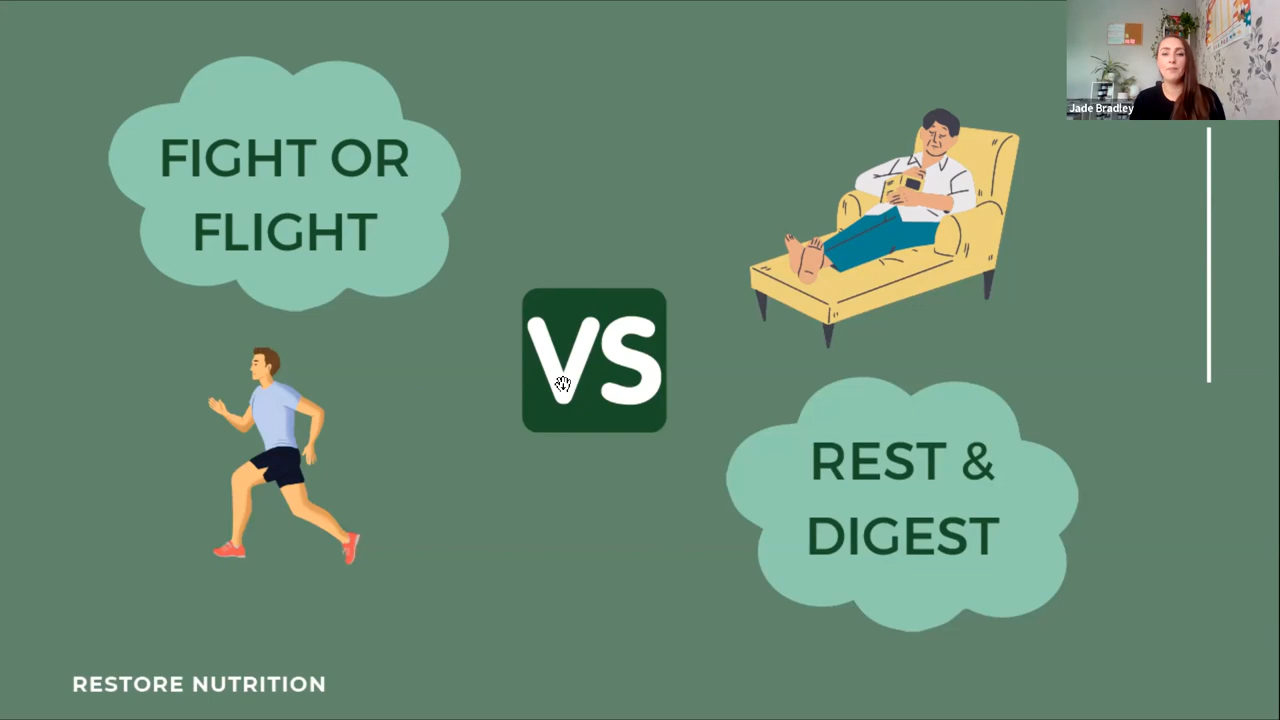 FIGHT OR
FLIGHT
VS
REST &
DIGEST
RESTORE NUTRITION
Jade Bradley